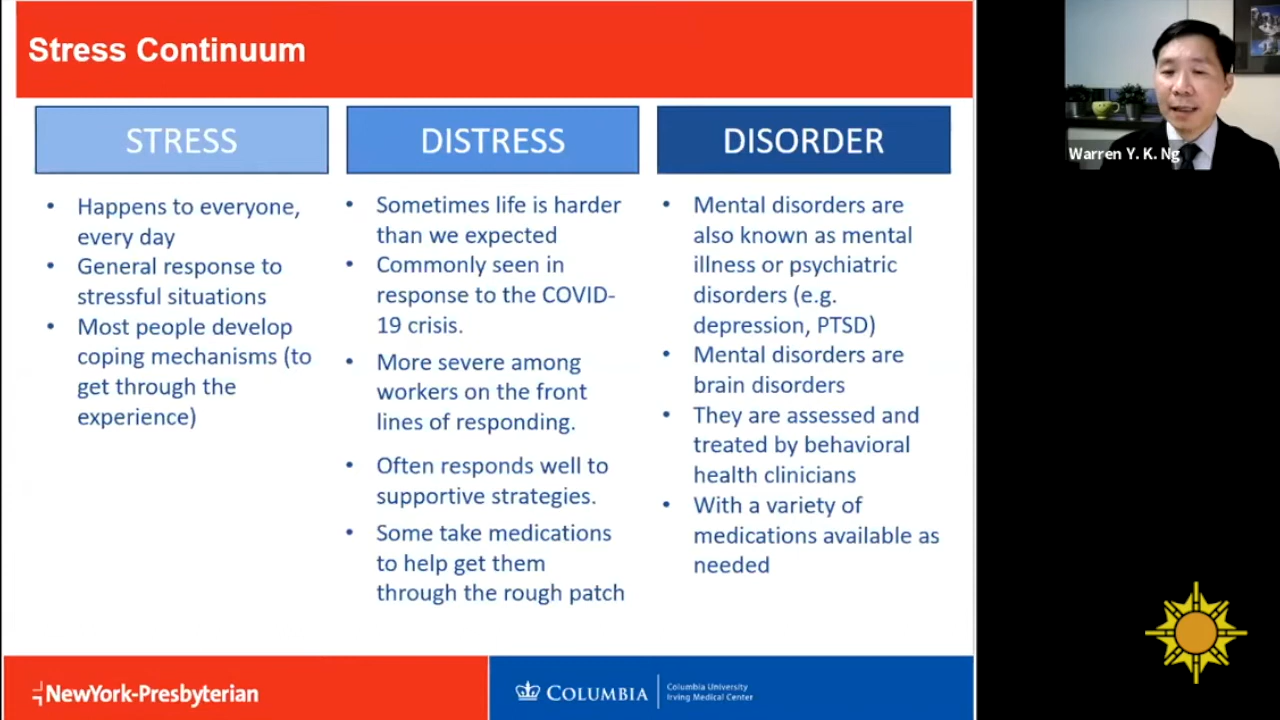 Stress Continuum
STRESS
• Happens to everyone,
every day
• General response to
stressful situations
• Most people develop
coping mechanisms (to
get through the
experience)
DISTRESS
• Sometimes life is harder
than we expected
• Commonly seen in
response to the COVID-
19 crisis.
• More severe among
workers on the front
lines of responding.
• Often responds well to
supportive strategies.
• Some take medications
to help get them
through the rough patch
DISORDER
• Mental disorders are
also known as mental
illness or psychiatric
disorders (e.g.
depression, PTSD)
• Mental disorders are
brain disorders
• They are assessed and
treated by behavioral
health clinicians
• With a variety of
medications available as
needed
Warren Y. K. Ng
NewYork-Presbyterian
COLUMBIA
Columbia University
Irving Medical Center